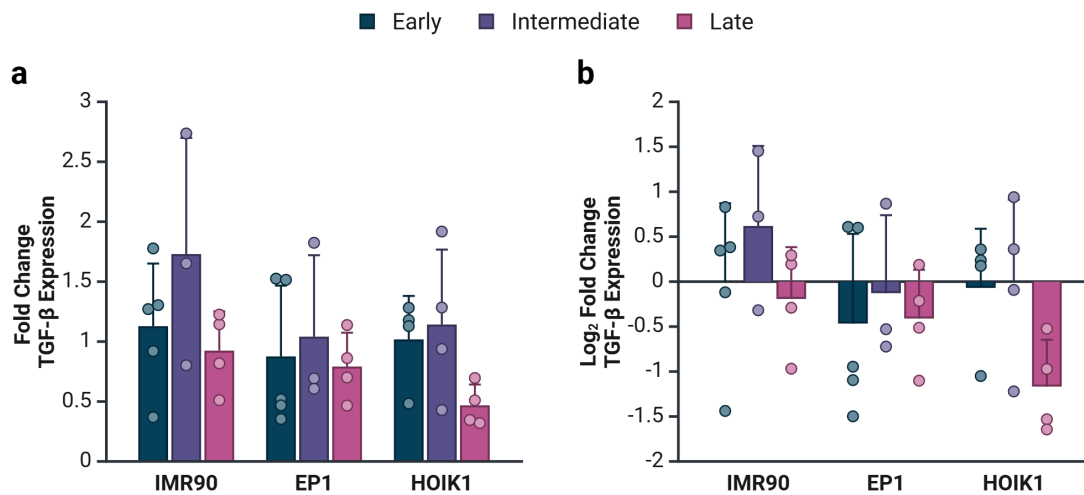 Early Intermediate Late
a
b
Fold Change
TGF-β Expression
3
2.5
2
1.5
1
0.5
0
IMR90 EP1 HOIK1
Log₂ Fold Change
TGF-β Expression
2
1.5
1
0.5
0
-0.5
-1
-1.5
-2
IMR90 EP1 HOIK1